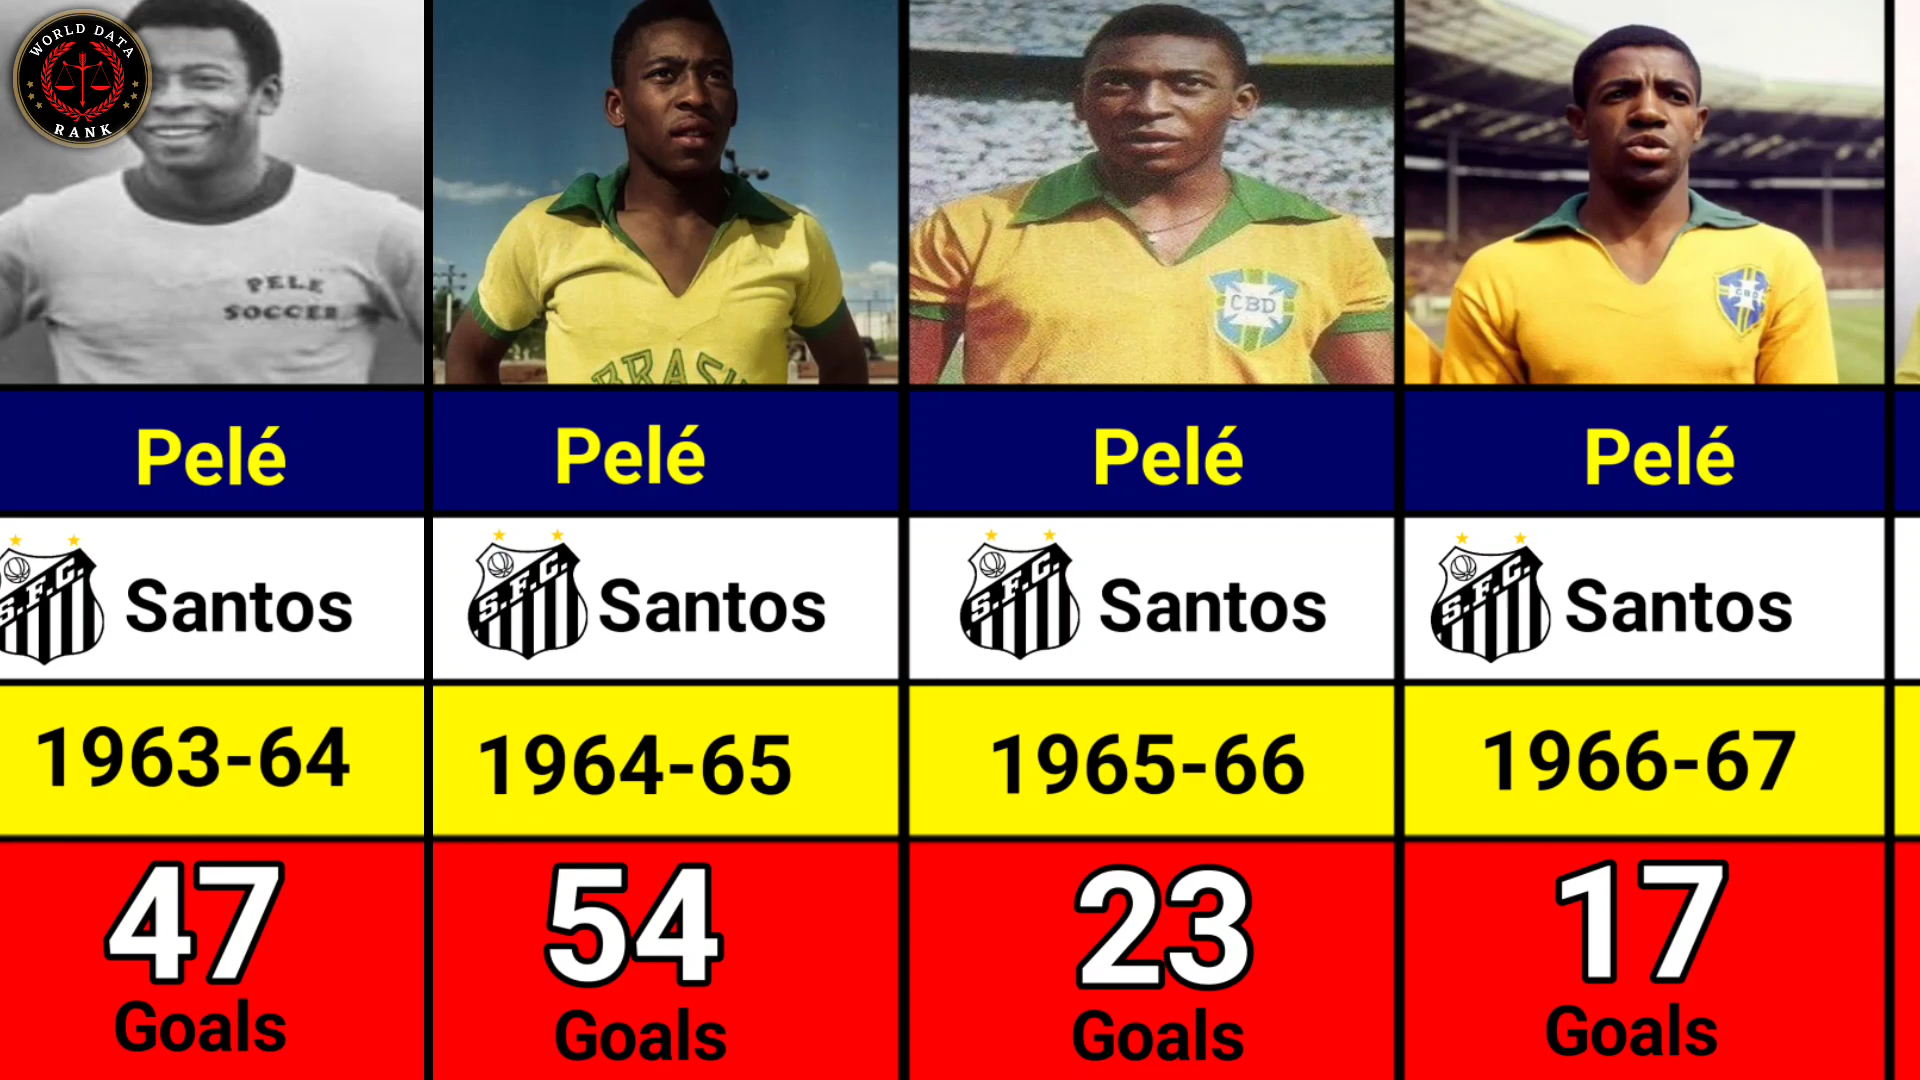 WORLD DATA
RANK
PELE
SOCCER
BRASIL
CBD
CBD
Pelé
Pelé
Pelé
Pelé
S.F.C.
Santos
S.F.C.
Santos
S.F.C.
Santos
S.F.C.
Santos
1963-64
1964-65
1965-66
1966-67
47
Goals
54
Goals
23
Goals
17
Goals